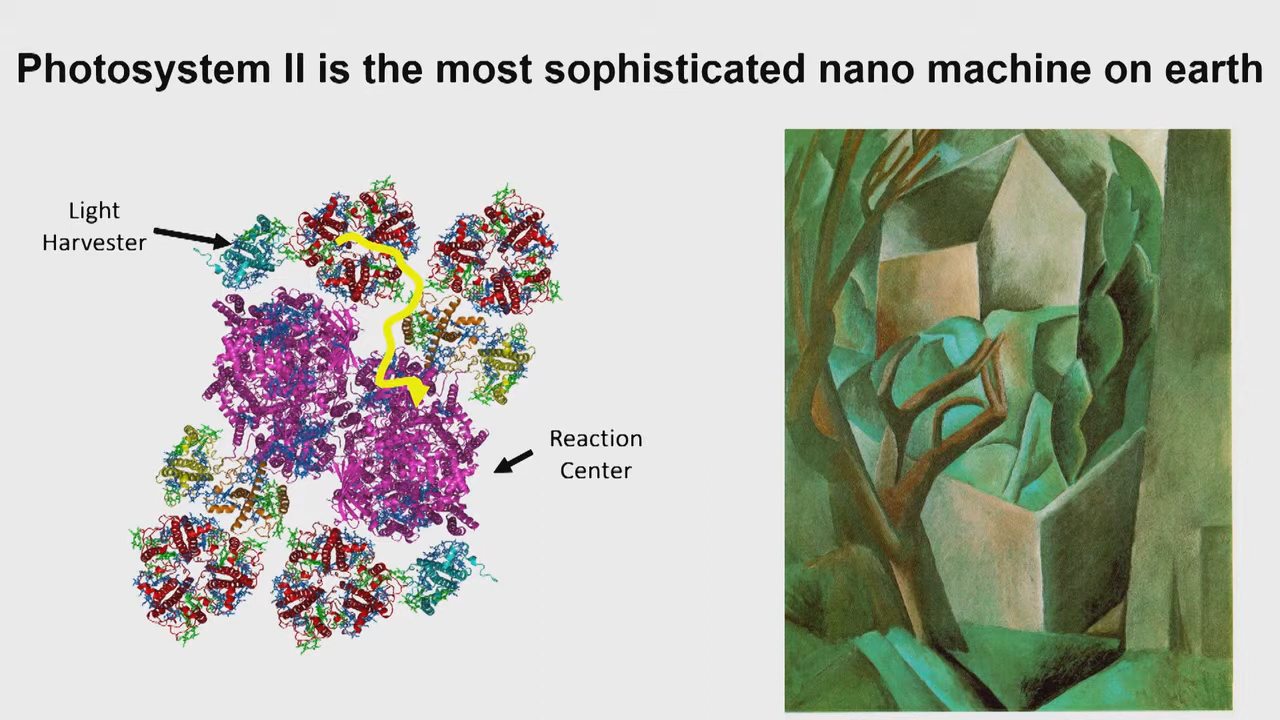 Photosystem II is the most sophisticated nano machine on earth
Light
Harvester
Reaction
Center